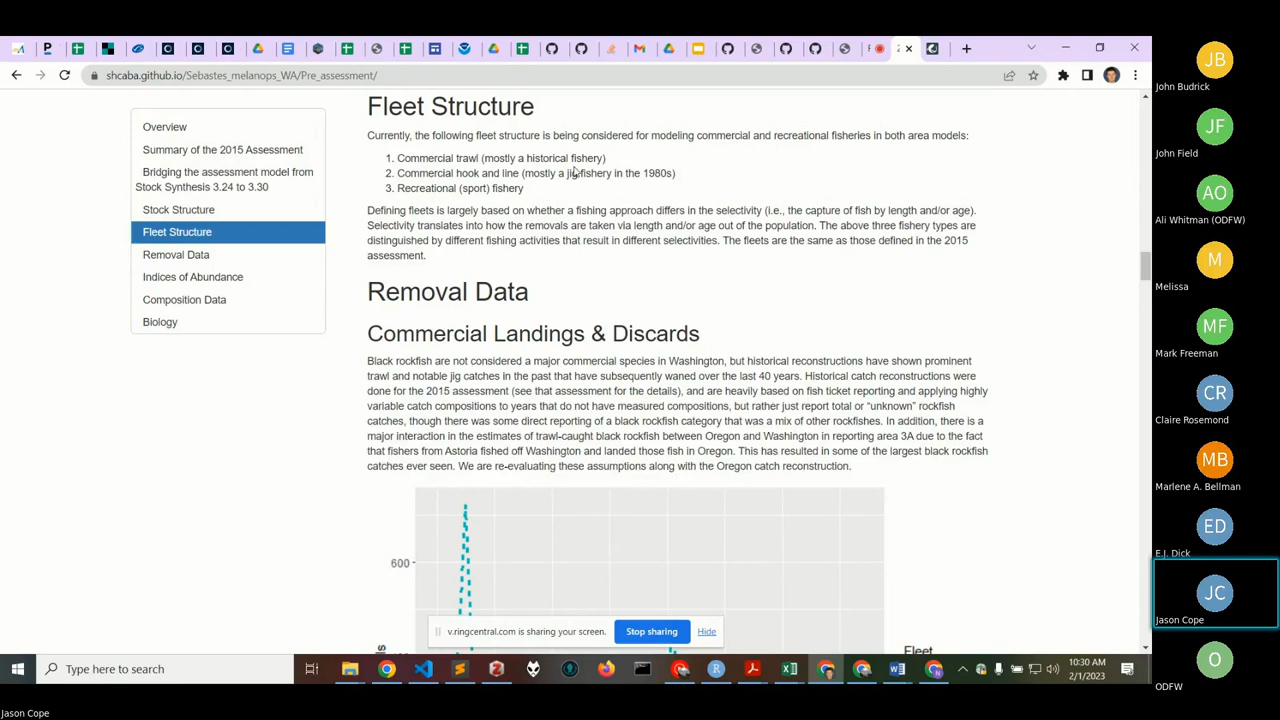 shcaba.github.io/Sebastes_melanops_WA/Pre_assessment/
Overview
Summary of the 2015 Assessment
Bridging the assessment model from
Stock Synthesis 3.24 to 3.30
Stock Structure
Fleet Structure
Removal Data
Indices of Abundance
Composition Data
Biology
Fleet Structure
Currently, the following fleet structure is being considered for modeling commercial and recreational fisheries in both area models:
1. Commercial trawl (mostly a historical fishery)
2. Commercial hook and line (mostly a jig fishery in the 1980s)
3. Recreational (sport) fishery
Defining fleets is largely based on whether a fishing approach differs in the selectivity (i.e., the capture of fish by length and/or age).
Selectivity translates into how the removals are taken via length and/or age out of the population. The above three fishery types are
distinguished by different fishing activities that result in different selectivities. The fleets are the same as those defined in the 2015
assessment.
Removal Data
Commercial Landings & Discards
Black rockfish are not considered a major commercial species in Washington, but historical reconstructions have shown prominent
trawl and notable jig catches in the past that have subsequently waned over the last 40 years. Historical catch reconstructions were
done for the 2015 assessment (see that assessment for the details), and are heavily based on fish ticket reporting and applying highly
variable catch compositions to years that do not have measured compositions, but rather just report total or “unknown” rockfish
catches, though there was some direct reporting of a black rockfish category that was a mix of other rockfishes. In addition, there is a
major interaction in the estimates of trawl-caught black rockfish between Oregon and Washington in reporting area 3A due to the fact
that fishers from Astoria fished off Washington and landed those fish in Oregon. This has resulted in some of the largest black rockfish
catches ever seen. We are re-evaluating these assumptions along with the Oregon catch reconstruction.
600
Fleet
v.ringcentral.com is sharing your screen.
Stop sharing
Hide
Type here to search
10:30 AM
2/1/2023
JB
John Budrick
JF
John Field
AO
Ali Whitman (ODFW)
M
Melissa
MF
Mark Freeman
CR
Claire Rosemond
MB
Marlene A. Bellman
ED
E.J. Dick
JC
Jason Cope
O
ODFW
Jason Cope